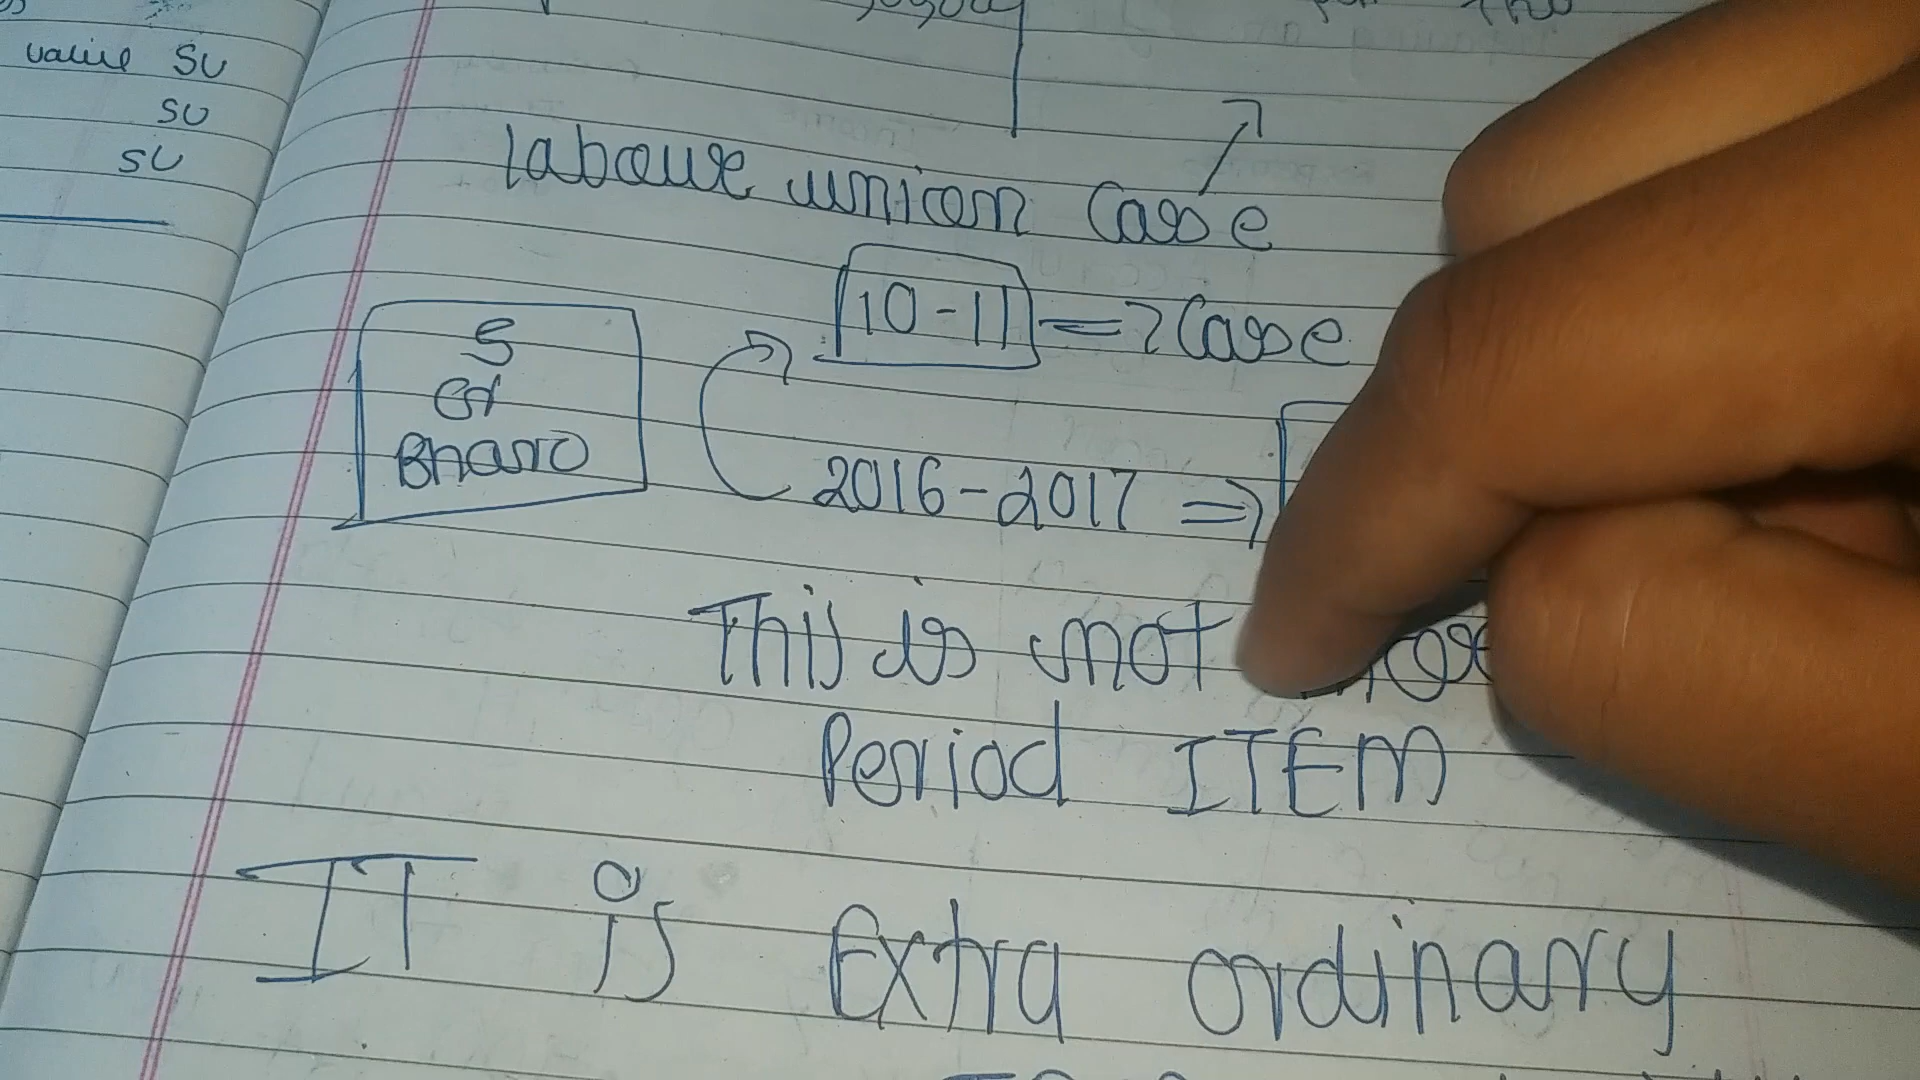 value SU
SU
SU
labour union Case
10-11 => Case
S
Bharo
2016-2017 =>
This is not
Period ITEM
IT is Extra ordinary